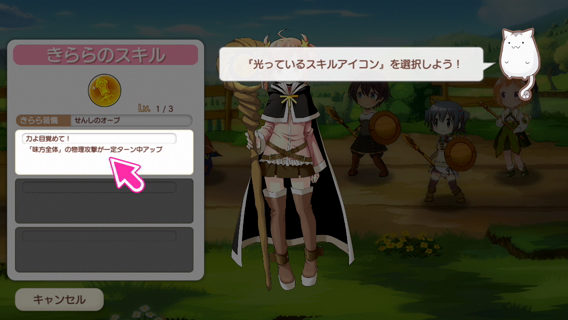 きららのスキル
「光っているスキルアイコン」を選択しよう！
Lv. 1 / 3
きらら装備 せんしのオーブ
力よ目覚めて！
「味方全体」の物理攻撃が一定ターン中アップ
キャンセル